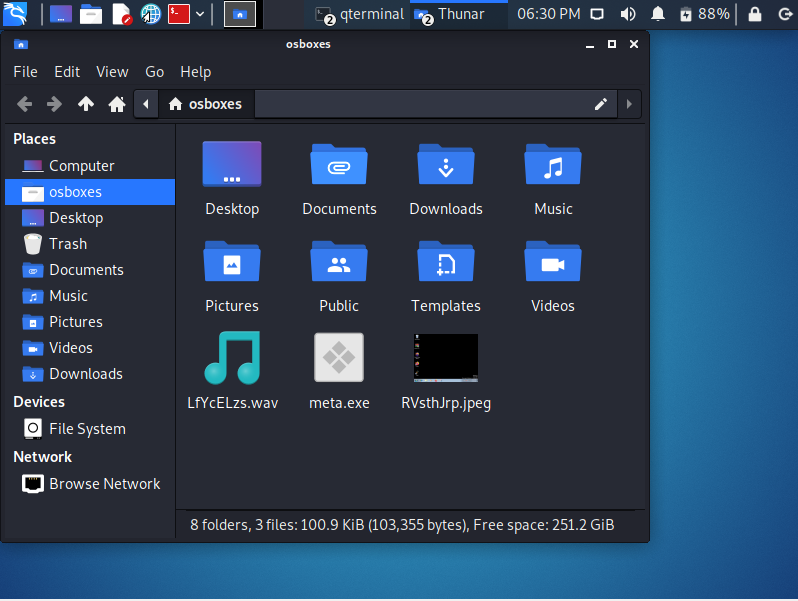 qterminal
2
Thunar
2
06:30 PM
88%
osboxes
File Edit View Go Help
osboxes
Places
Computer
osboxes
Desktop
Trash
Documents
Music
Pictures
Videos
Downloads
Devices
File System
Network
Browse Network
Desktop
Documents
Downloads
Music
Pictures
Public
Templates
Videos
LfYcELzs.wav
meta.exe
RVsthJrp.jpeg
8 folders, 3 files: 100.9 KiB (103,355 bytes), Free space: 251.2 GiB